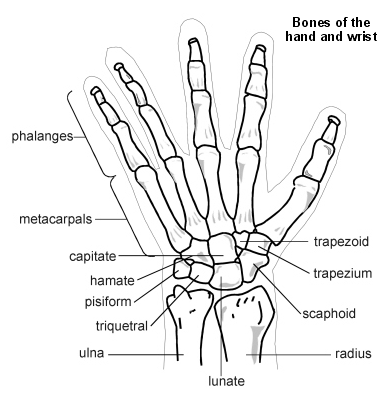 Bones of the
hand and wrist
phalanges
metacarpals
capitate
hamate
pisiform
triquetral
ulna
lunate
trapezoid
trapezium
scaphoid
radius